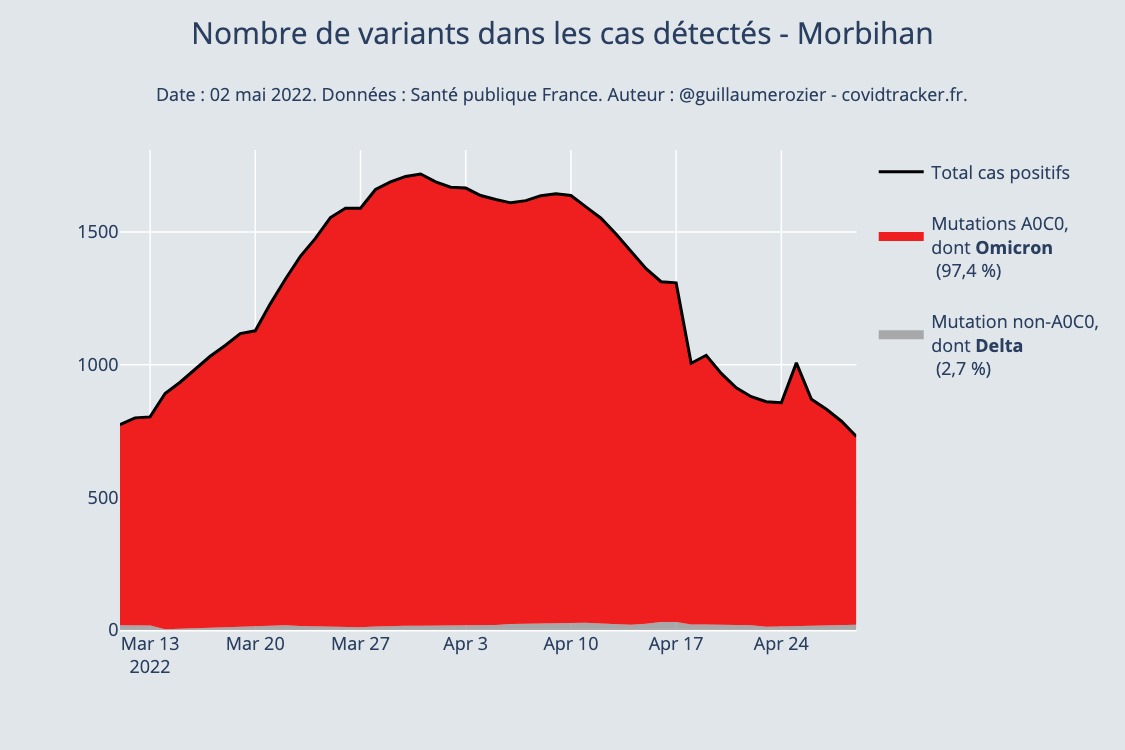 Nombre de variants dans les cas détectés - Morbihan
Date : 02 mai 2022. Données : Santé publique France. Auteur : @guillaumerozier - covidtracker.fr.
Total cas positifs
Mutations A0C0,
dont Omicron
(97,4 %)
Mutation non-A0C0,
dont Delta
(2,7 %)
1500
1000
500
0
Mar 13 Mar 20 Mar 27 Apr 3 Apr 10 Apr 17 Apr 24
2022